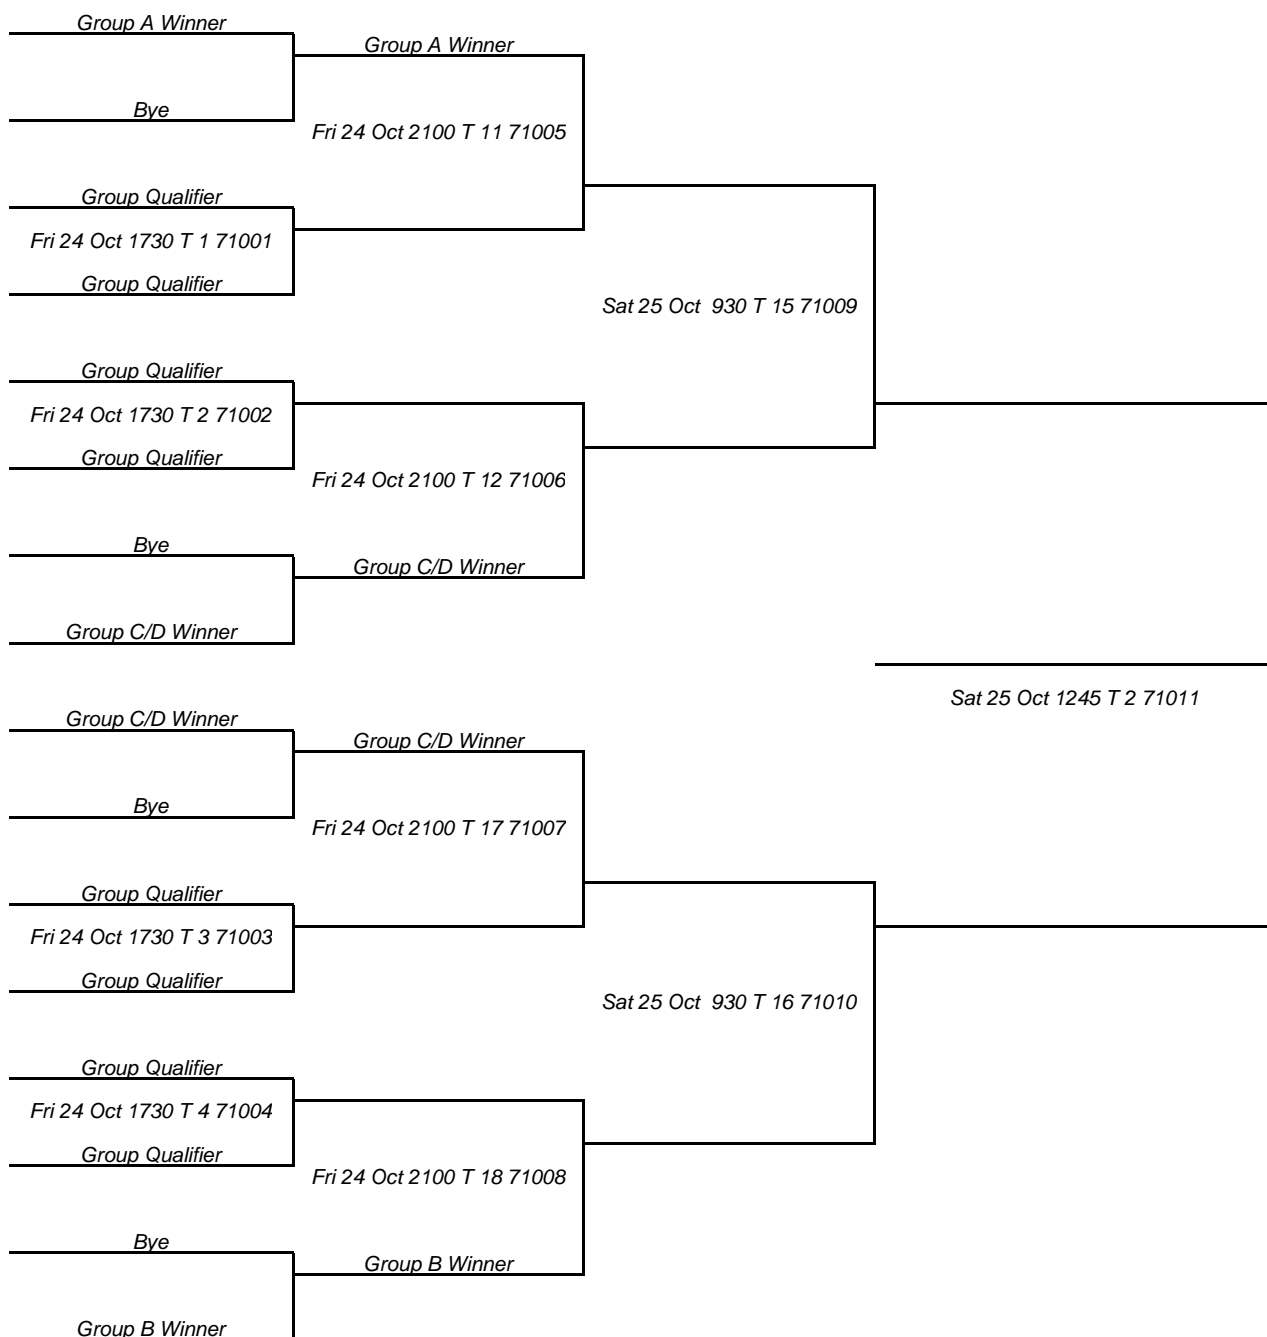 Group A Winner
Group A Winner
Bye
Fri 24 Oct 2100 T 11 71005
Group Qualifier
Fri 24 Oct 1730 T 1 71001
Group Qualifier
Sat 25 Oct  930 T 15 71009
Group Qualifier
Fri 24 Oct 1730 T 2 71002
Group Qualifier
Fri 24 Oct 2100 T 12 71006
Bye
Group C/D Winner
Group C/D Winner
Sat 25 Oct 1245 T 2 71011
Group C/D Winner
Group C/D Winner
Bye
Fri 24 Oct 2100 T 17 71007
Group Qualifier
Fri 24 Oct 1730 T 3 71003
Group Qualifier
Sat 25 Oct  930 T 16 71010
Group Qualifier
Fri 24 Oct 1730 T 4 71004
Group Qualifier
Fri 24 Oct 2100 T 18 71008
Bye
Group B Winner
Group B Winner